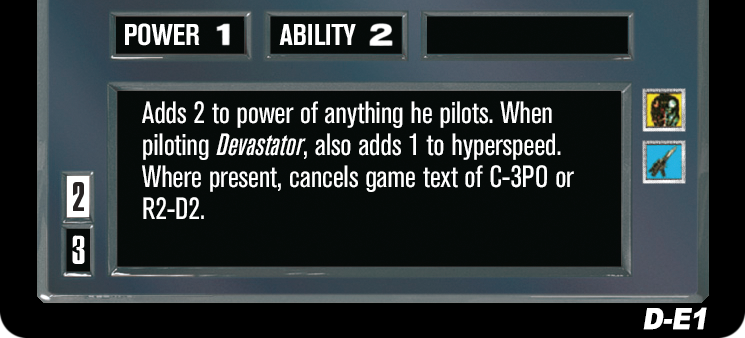 POWER 1 ABILITY 2
Adds 2 to power of anything he pilots. When
piloting Devastator, also adds 1 to hyperspeed.
Where present, cancels game text of C-3PO or
R2-D2.
2
3
D-E1